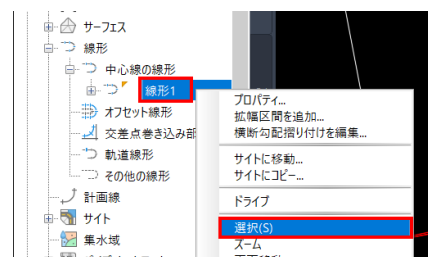 サーフェス
線形
中心線の線形
線形1
オフセット線形
交差点巻き込み部
軌道線形
その他の線形
計画線
サイト
集水域
プロパティ...
拡幅区間を追加...
横断勾配摺り付けを編集...
サイトに移動...
サイトにコピー...
ドライブ
選択(S)
ズーム